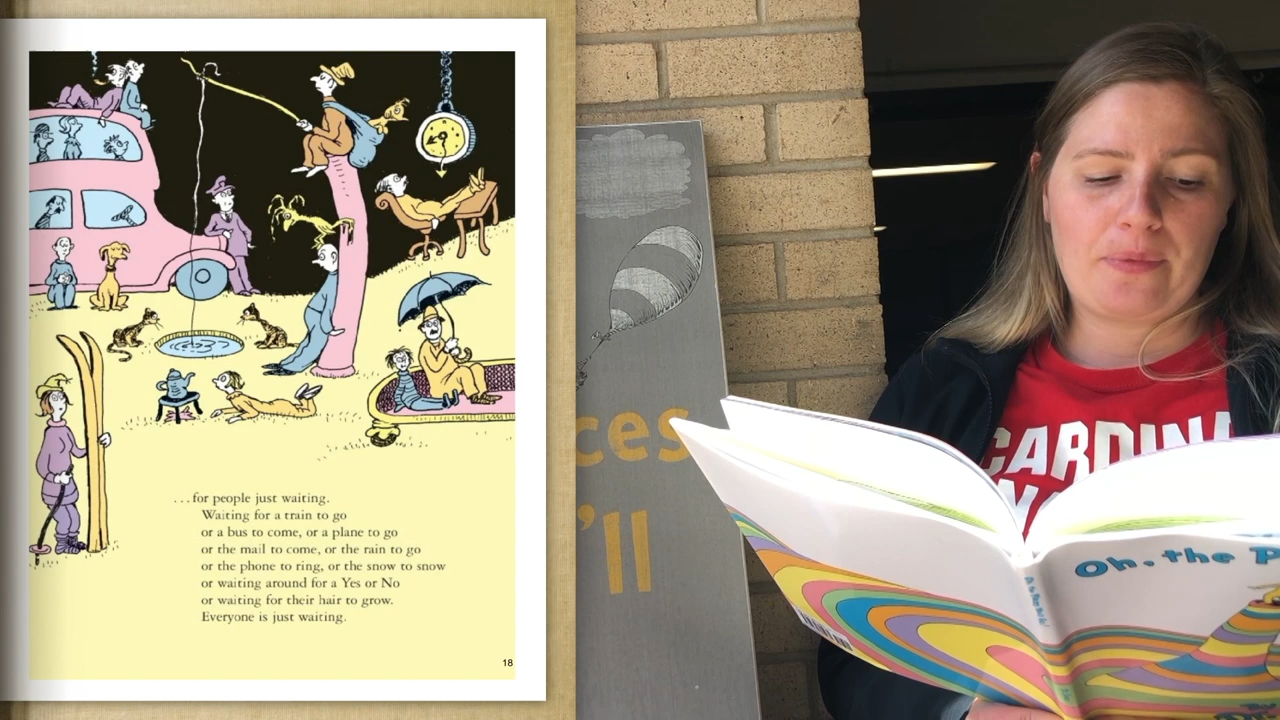 ...for people just waiting.
Waiting for a train to go
or a bus to come, or a plane to go
or the mail to come, or the rain to go
or the phone to ring, or the snow to snow
or waiting around for a Yes or No
or waiting for their hair to grow.
Everyone is just waiting.
18
ces
'll
CARDINA
Oh, the P